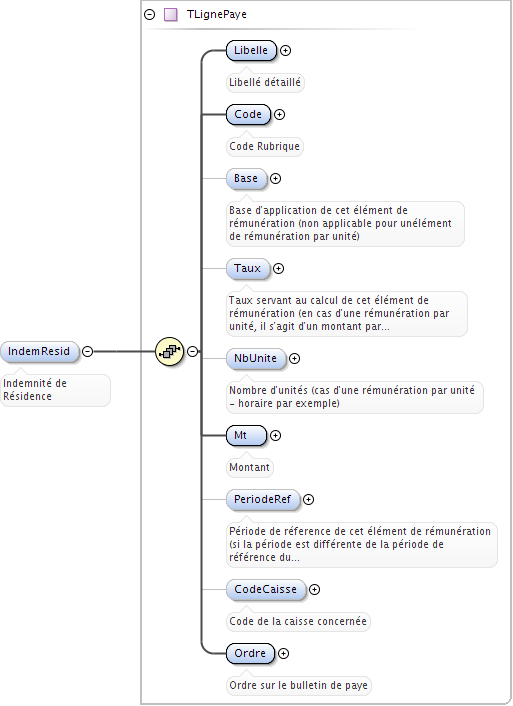 TLignePaye
Libelle
Libellé détaillé
Code
Code Rubrique
Base
Base d'application de cet élément de
rémunération (non applicable pour unélément
de rémunération par unité)
Taux
Taux servant au calcul de cet élément de
rémunération (en cas d'une rémunération par
unité, il s'agit d'un montant par...
IndemResid
Indemnité de
Résidence
NbUnite
Nombre d'unités (cas d'une rémunération par unité
– horaire par exemple)
Mt
Montant
PeriodeRef
Période de réference de cet élément de rémunération
(si la période est différente de la période de
référence du...
CodeCaisse
Code de la caisse concernée
Ordre
Ordre sur le bulletin de paye